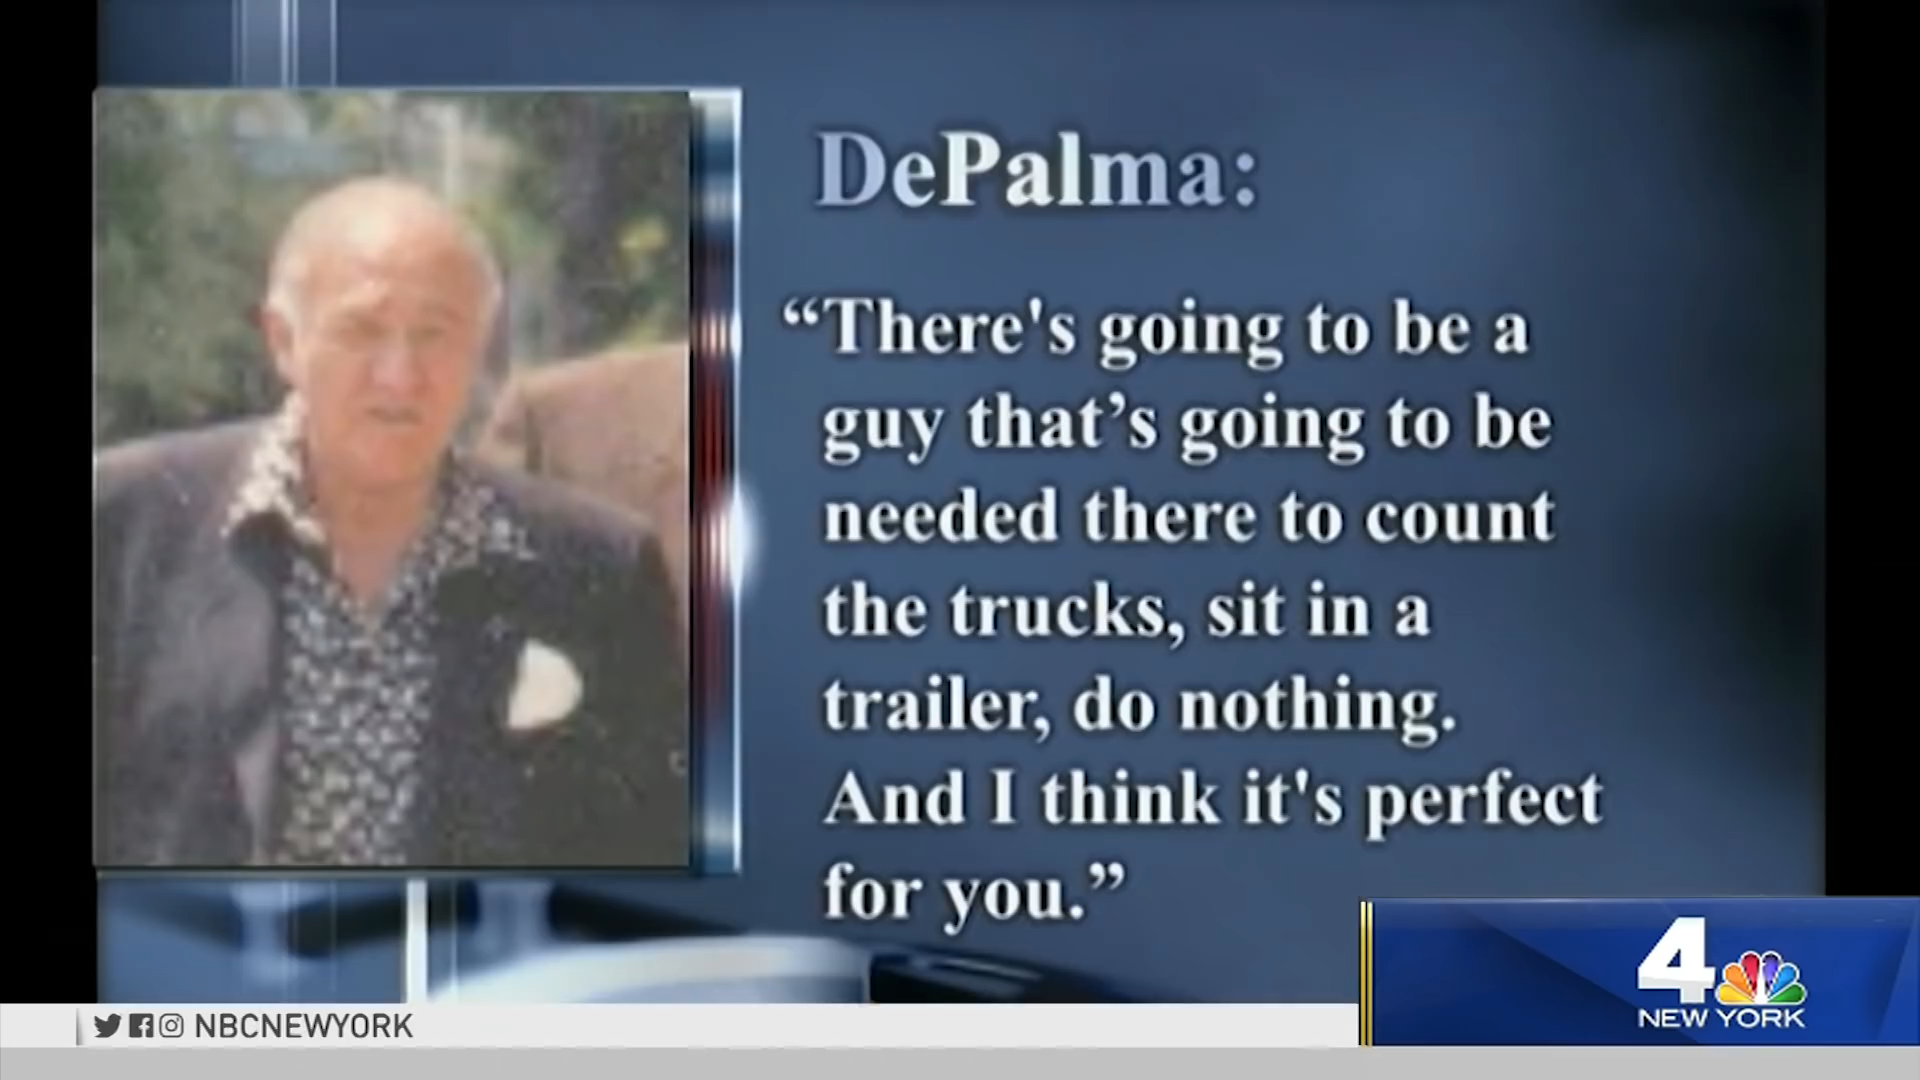 DePalma:
“There's going to be a
guy that’s going to be
needed there to count
the trucks, sit in a
trailer, do nothing.
And I think it's perfect
for you.”
4
NEW YORK
NBCNEWYORK